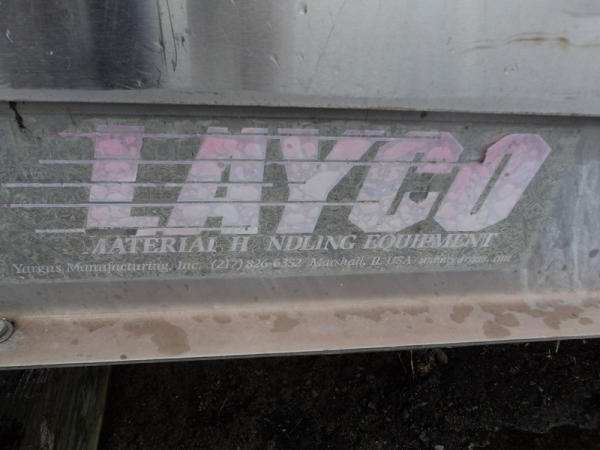 LAYCO
MATERIAL H NDLING EQUIPMENT
Yargus Manufacturing, Inc. (217) 826-6352 Marshall, IL USA